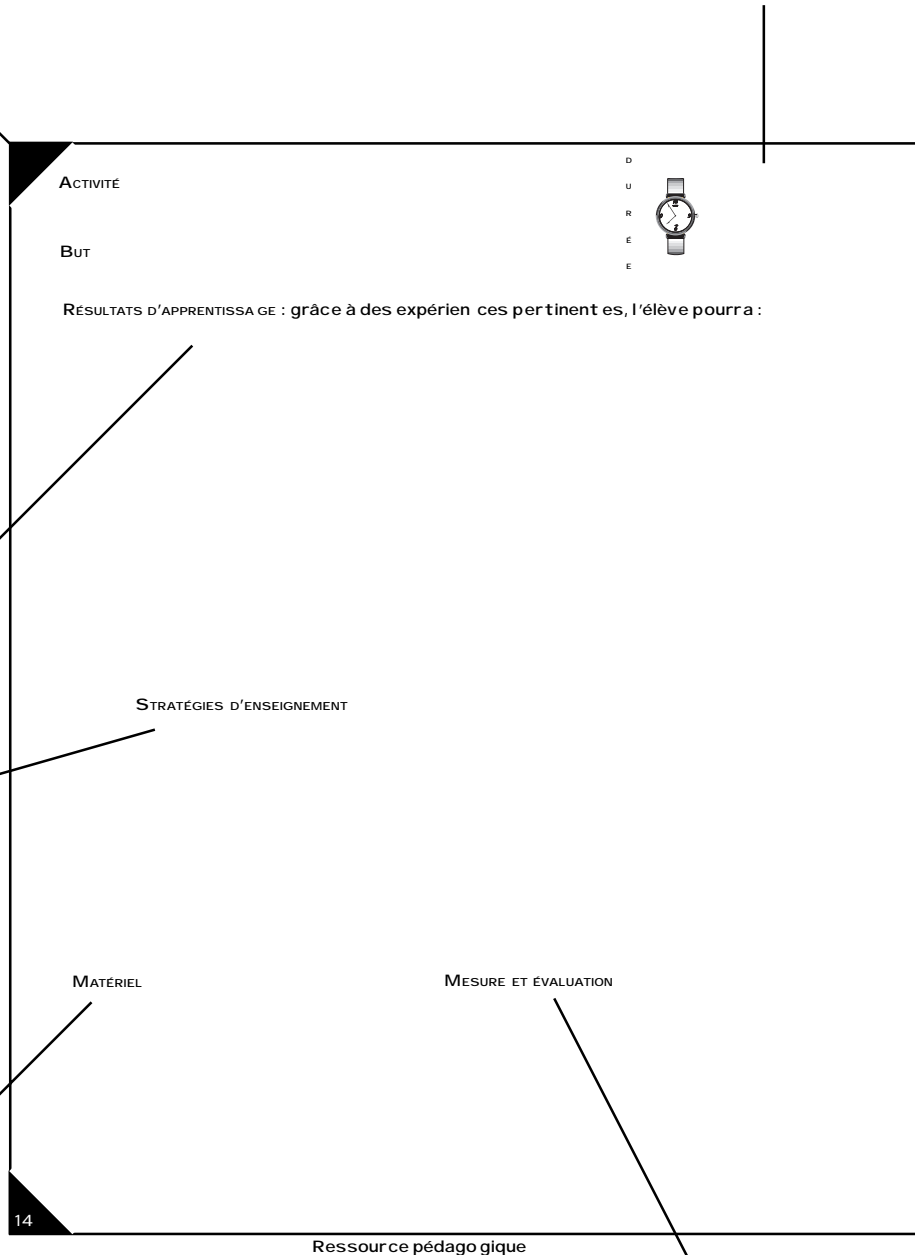 ACTIVITÉ
D
U
R
É
E
BUT
RÉSULTATS D'APPRENTISSAGE : grâce à des expériences pertinentes, l'élève pourra :
STRATÉGIES D'ENSEIGNEMENT
MATÉRIEL
MESURE ET ÉVALUATION
14
Ressource pédagogique